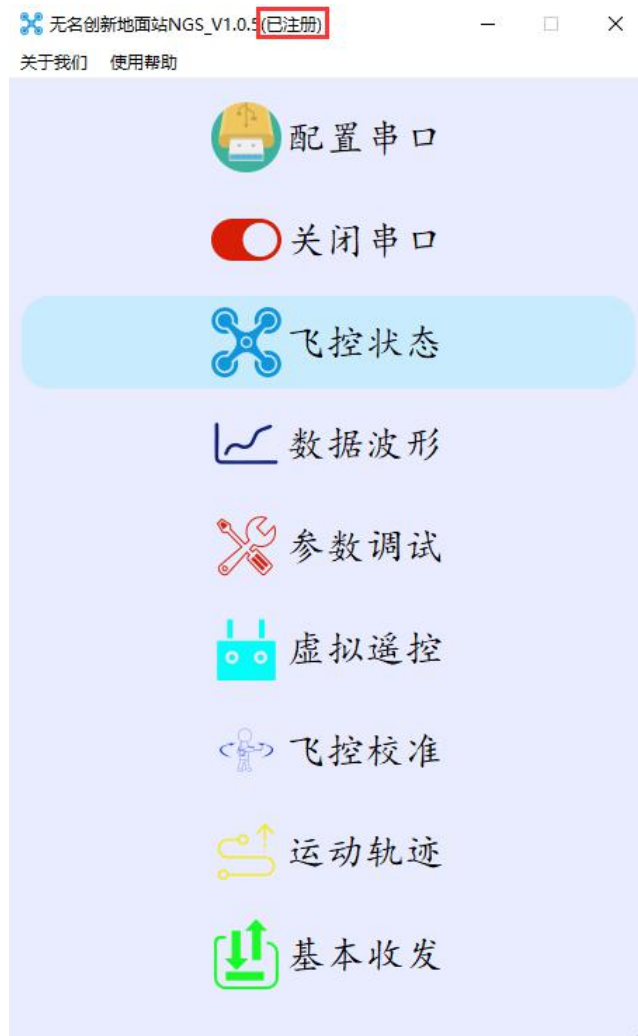 无名创新地面站NGS_V1.0.5(已注册)
关于我们 使用帮助
配置串口
关闭串口
飞控状态
数据波形
参数调试
虚拟遥控
飞控校准
运动轨迹
基本收发